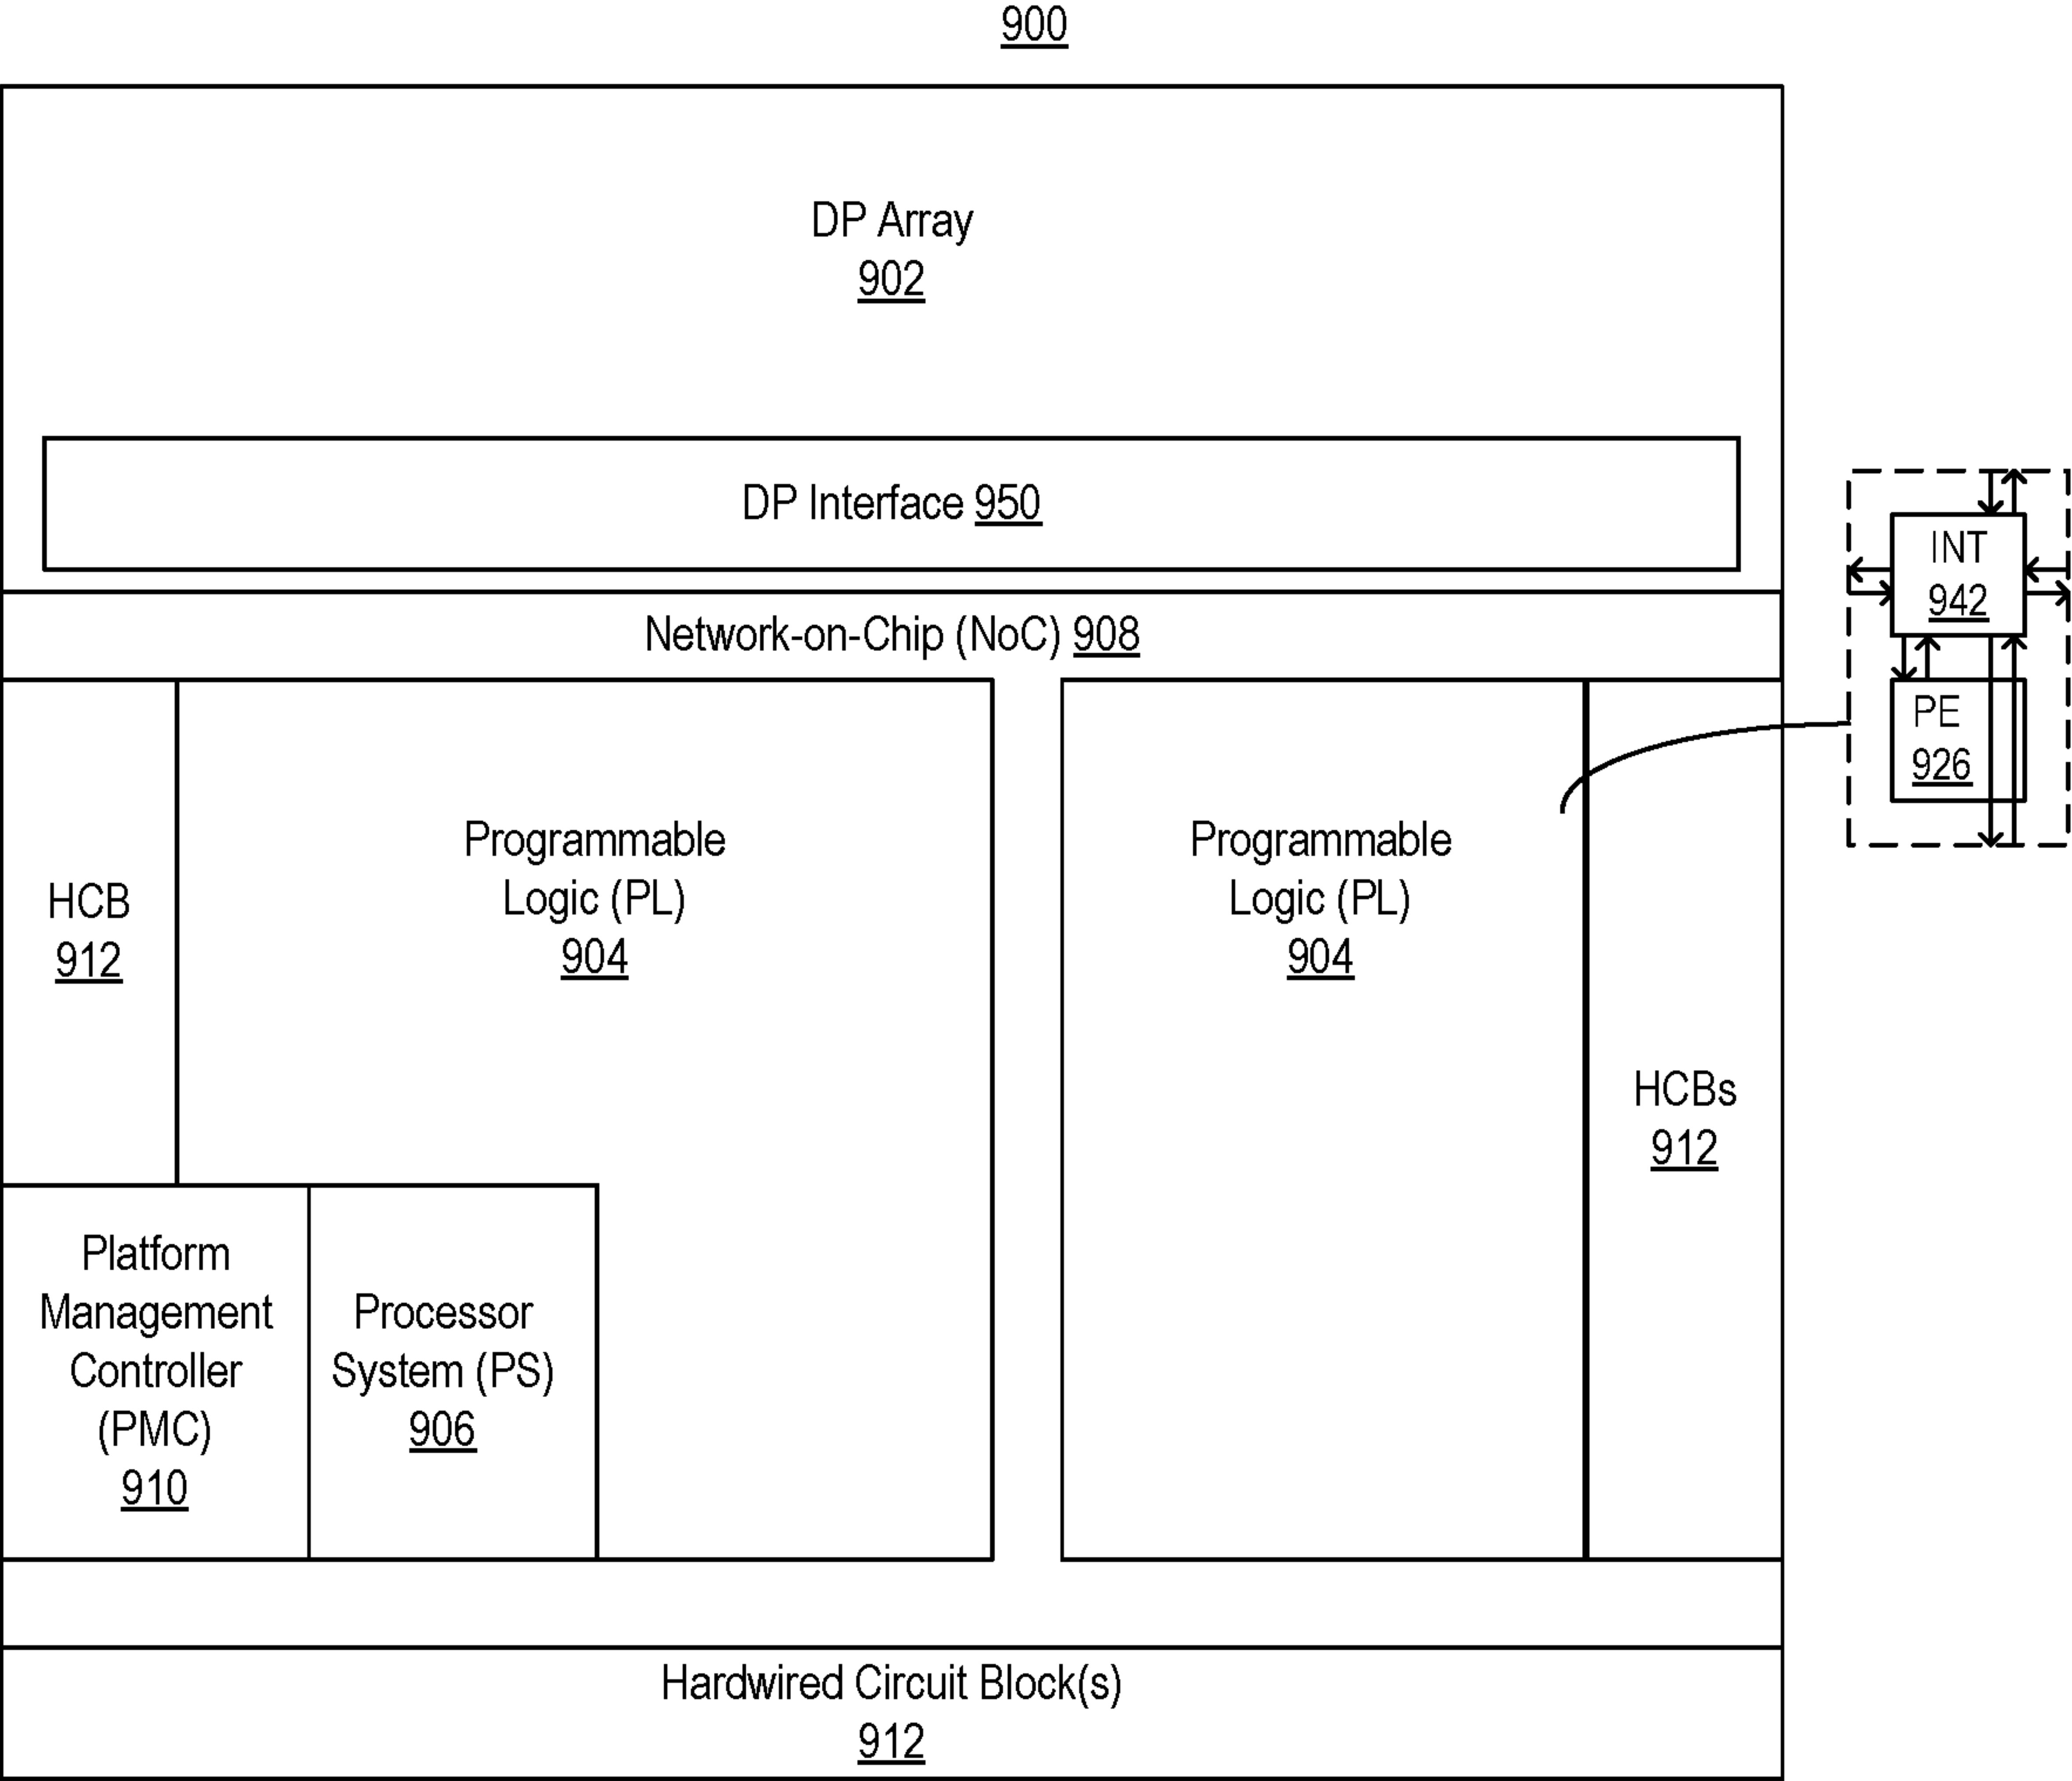 900
DP Array
902
DP Interface 950
INT
942
Network-on-Chip (NoC) 908
PE
926
HCB
912
Programmable
Logic (PL)
904
Programmable
Logic (PL)
904
HCBs
912
Platform
Management
Controller
(PMC)
910
Processor
System (PS)
906
Hardwired Circuit Block(s)
912